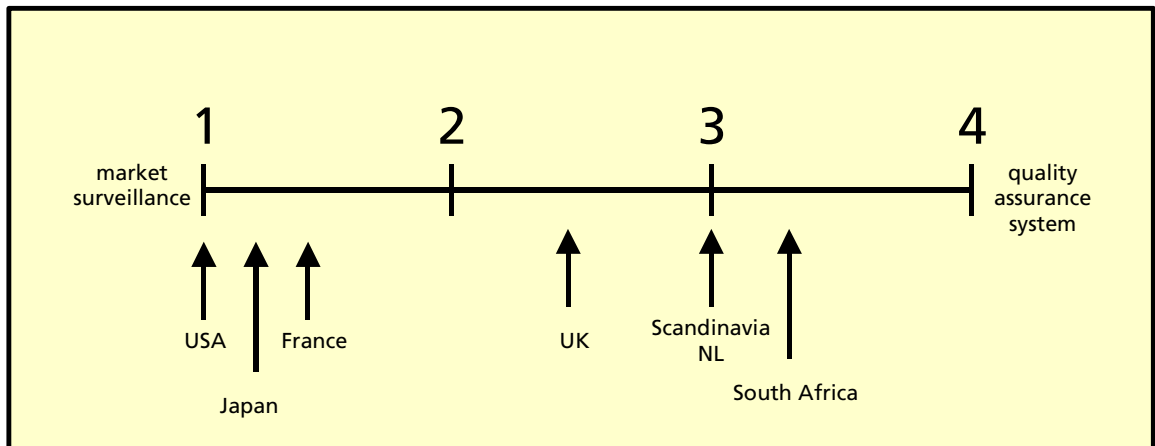 1
2
3
4
market
surveillance
quality
assurance
system
USA
France
UK
Scandinavia
NL
Japan
South Africa